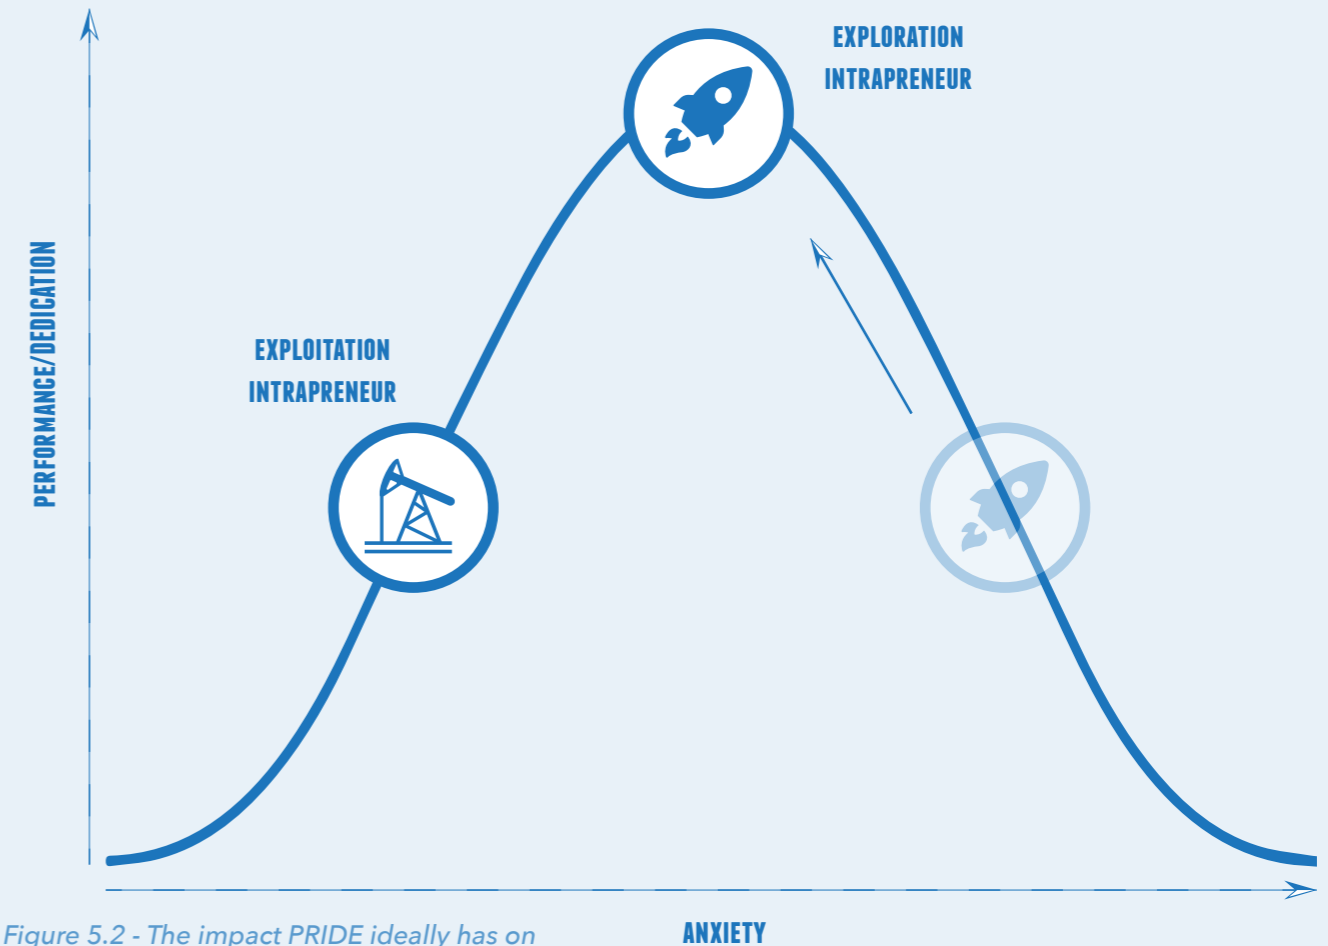 EXPLORATION
INTRAPRENEUR
PERFORMANCE/DEDICATION
EXPLOITATION
INTRAPRENEUR
ANXIETY
Figure 5.2 - The impact PRIDE ideally has on